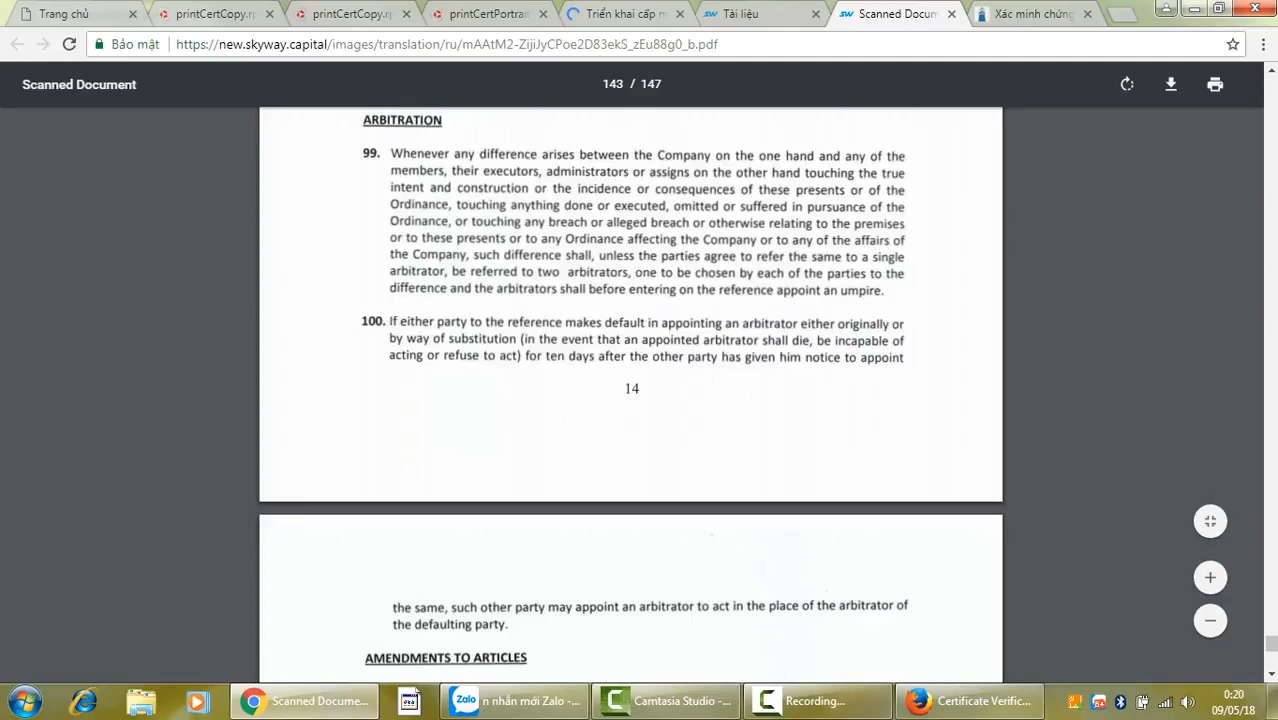 Trang chủ
printCertCopy.rp
printCertCopy.rp
printCertPortrain
Triển khai cấp m
Tài liệu
Scanned Docum
Xác minh chứng
Bảo mật
https://new.skyway.capital/images/translation/ru/mAAtM2-ZijiJyCPoe2D83ekS_zEu88g0_b.pdf
Scanned Document
143 / 147
ARBITRATION
99. Whenever any difference arises between the Company on the one hand and any of the
members, their executors, administrators or assigns on the other hand touching the true
intent and construction or the incidence or consequences of these presents or of the
Ordinance, touching anything done or executed, omitted or suffered in pursuance of the
Ordinance, or touching any breach or alleged breach or otherwise relating to the premises
or to these presents or to any Ordinance affecting the Company or to any of the affairs of
the Company, such difference shall, unless the parties agree to refer the same to a single
arbitrator, be referred to two arbitrators, one to be chosen by each of the parties to the
difference and the arbitrators shall before entering on the reference appoint an umpire.
100. If either party to the reference makes default in appointing an arbitrator either originally or
by way of substitution (in the event that an appointed arbitrator shall die, be incapable of
acting or refuse to act) for ten days after the other party has given him notice to appoint
14
the same, such other party may appoint an arbitrator to act in the place of the arbitrator of
the defaulting party.
AMENDMENTS TO ARTICLES
Scanned Docume...
Zalo
n nhắn mới Zalo -...
Camtasia Studio -...
Recording...
Certificate Verific...
0:20
09/05/18